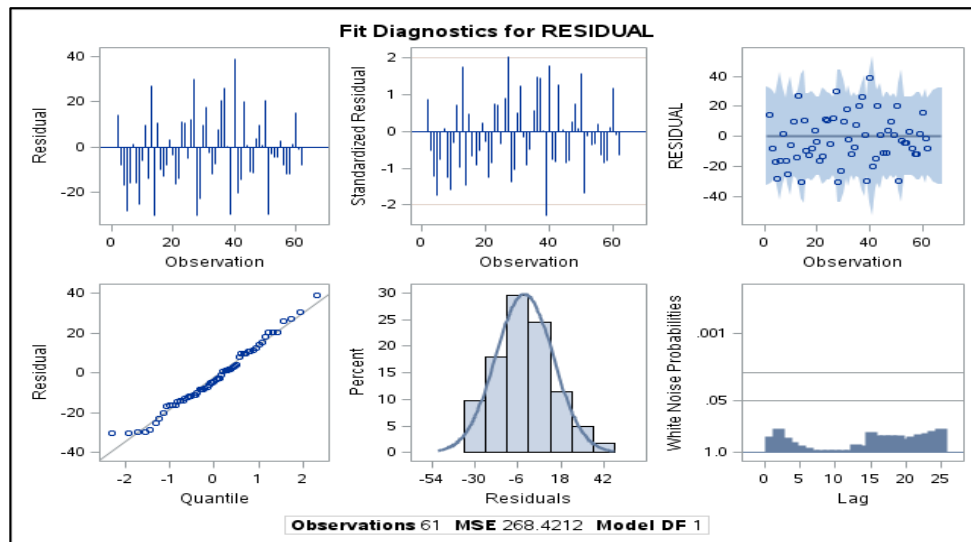 Fit Diagnostics for RESIDUAL
Residual
40
20
0
-20
0 20 40 60
Observation
Standardized Residual
2
1
0
-1
-2
0 20 40 60
Observation
RESIDUAL
40
20
0
-20
-40
0 20 40 60
Observation
Residual
40
20
0
-20
-40
-2 -1 0 1 2
Quantile
Percent
30
25
20
15
10
5
0
-54 -30 -6 18 42
Residuals
White Noise Probabilities
.001
.05
1.0
0 5 10 15 20 25
Lag
Observations 61 MSE 268.4212 Model DF 1